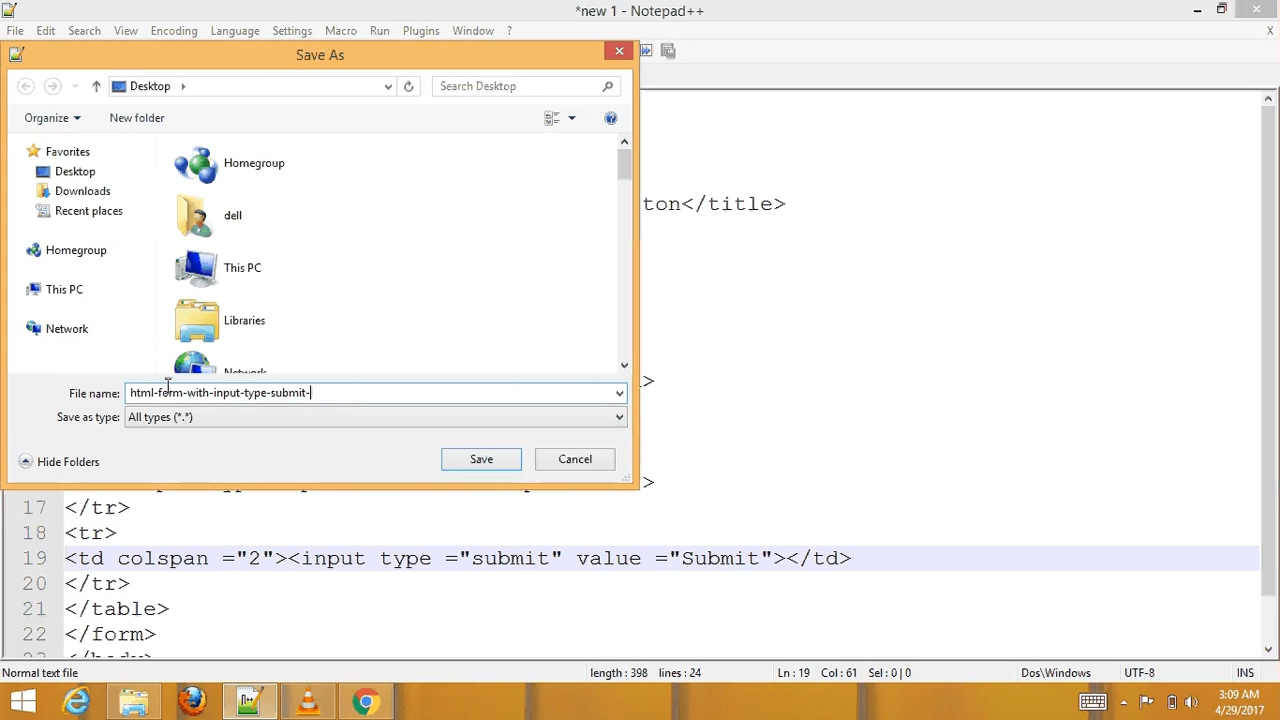 *new 1 - Notepad++
File Edit Search View Encoding Language Settings Macro Run Plugins Window ? X
Save As
Desktop
Search Desktop
Organize New folder
Favorites
Desktop
Downloads
Recent places
Homegroup
This PC
Network
Homegroup
dell
This PC
Libraries
Network
File name: html-form-with-input-type-submit-
Save as type: All types (*.*)
Hide Folders Save Cancel
ton</title>
>
>
17 </tr>
18 <tr>
19 <td colspan ="2"><input type ="submit" value ="Submit"></td>
20 </tr>
21 </table>
22 </form>
23 </body>
Normal text file length : 398 lines : 24 Ln : 19 Col : 61 Sel : 0 | 0 Dos\Windows UTF-8 INS
3:09 AM
4/29/2017